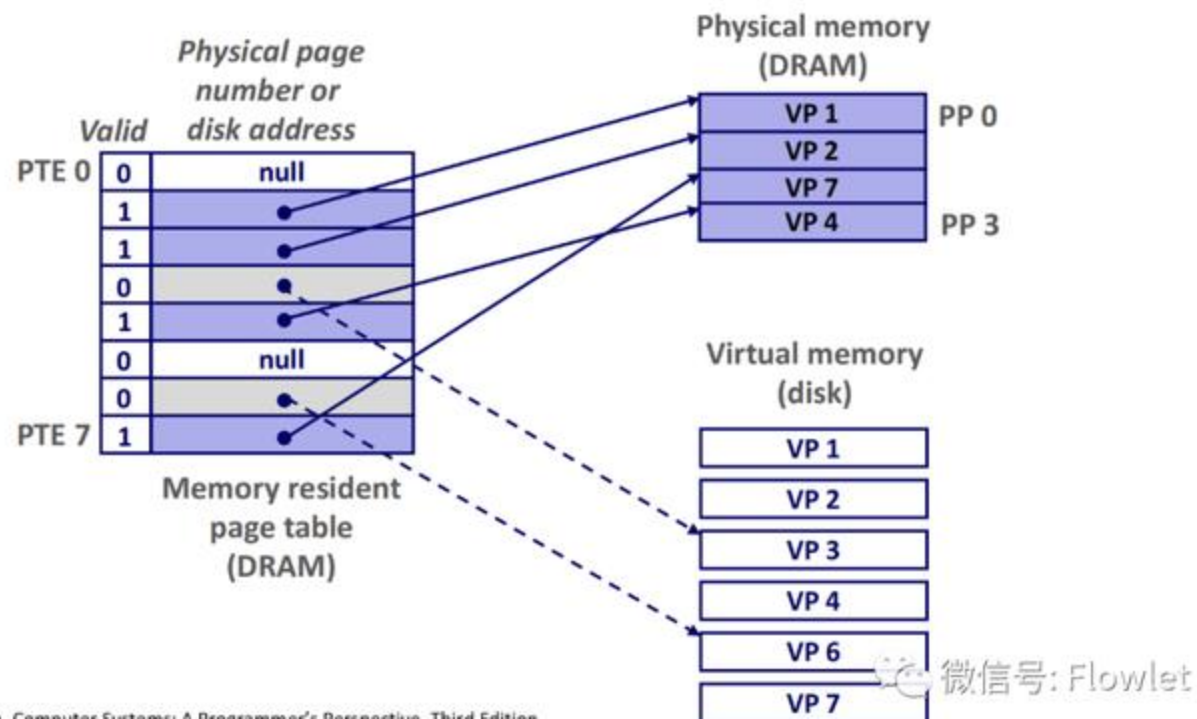 Physical page
number or
disk address
Valid
PTE 0
0
null
1
1
0
1
0
null
0
PTE 7
1
Memory resident
page table
(DRAM)
Physical memory
(DRAM)
VP 1
PP 0
VP 2
VP 7
VP 4
PP 3
Virtual memory
(disk)
VP 1
VP 2
VP 3
VP 4
VP 6
VP 7
微信号: Flowlet
Computer Systems: A Programmer's Perspective, Third Edition